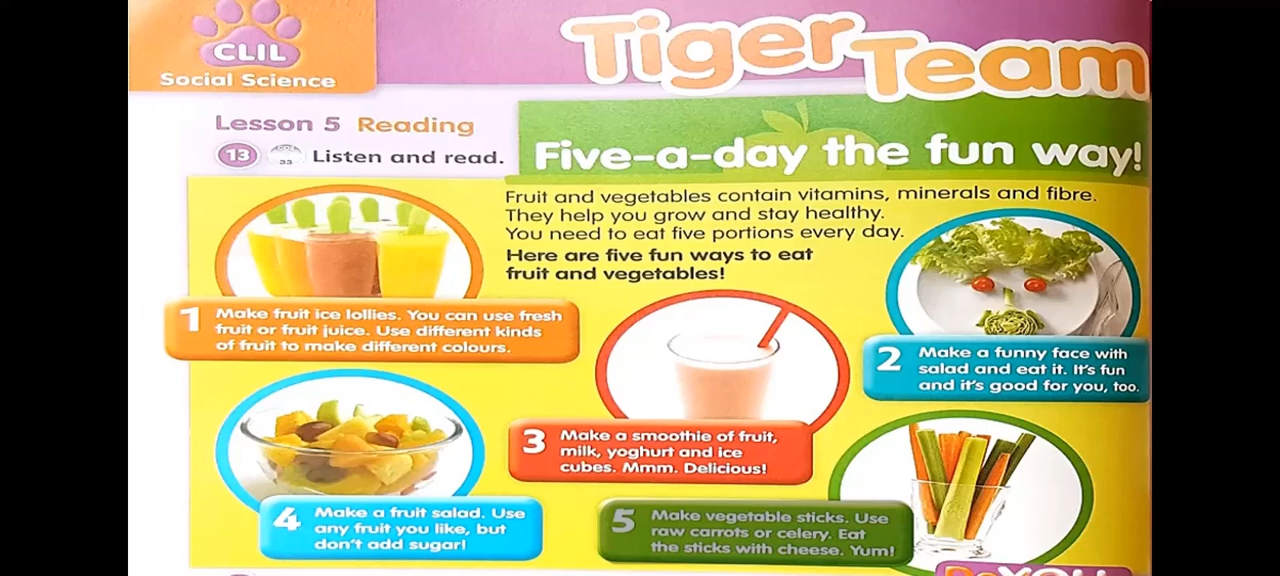 CLIL
Social Science
Tiger Team
Lesson 5 Reading
13
33
Listen and read.
Five-a-day the fun way!
Fruit and vegetables contain vitamins, minerals and fibre.
They help you grow and stay healthy.
You need to eat five portions every day.
Here are five fun ways to eat
fruit and vegetables!
1
Make fruit ice lollies. You can use fresh
fruit or fruit juice. Use different kinds
of fruit to make different colours.
2
Make a funny face with
salad and eat it. It's fun
and it's good for you, too.
3
Make a smoothie of fruit,
milk, yoghurt and ice
cubes. Mmm. Delicious!
4
Make a fruit salad. Use
any fruit you like, but
don't add sugar!
5
Make vegetable sticks. Use
raw carrots or celery. Eat
the sticks with cheese. Yum!